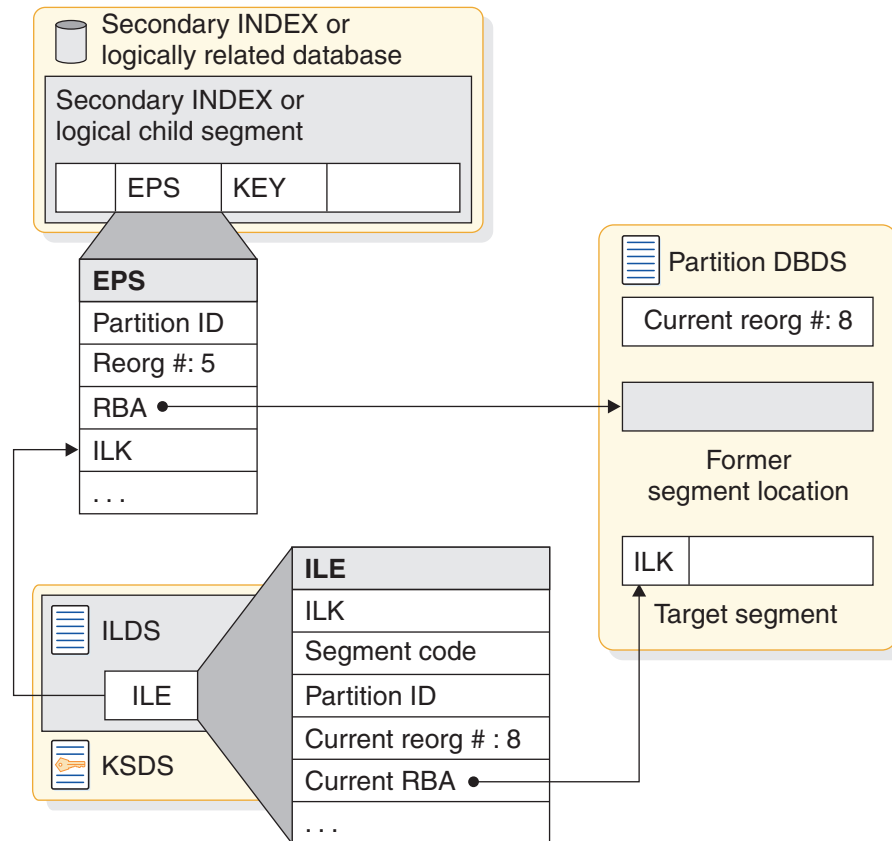 Secondary INDEX or
logically related database
Secondary INDEX or
logical child segment
EPS KEY
EPS
Partition ID
Reorg #: 5
RBA
ILK
. . .
Partition DBDS
Current reorg #: 8
Former
segment location
ILK
Target segment
ILDS
ILE
KSDS
ILE
ILK
Segment code
Partition ID
Current reorg # : 8
Current RBA
. . .